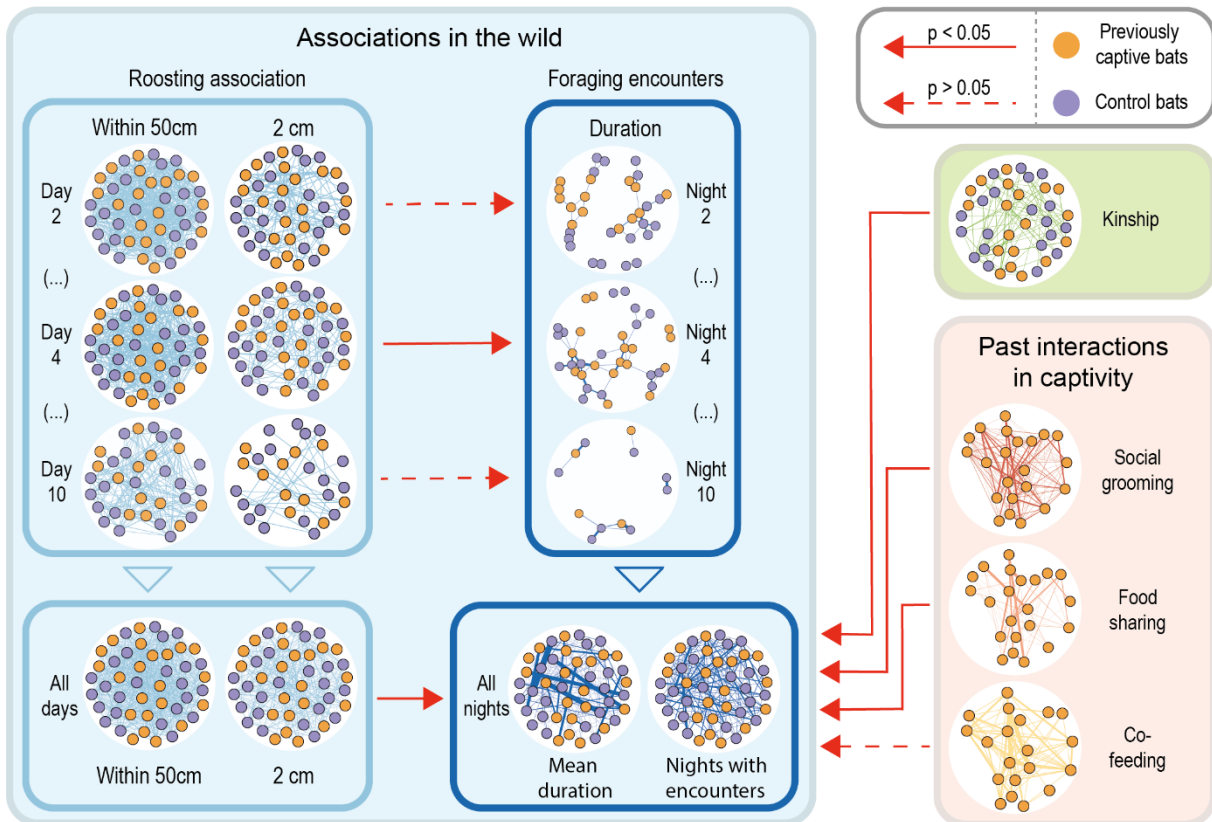 Associations in the wild
Roosting association
Foraging encounters
Within 50cm
2 cm
Duration
Day
2
Night
2
(...)
(...)
Day
4
Night
4
(...)
(...)
Day
10
Night
10
All
days
Within 50cm
2 cm
All
nights
Mean
duration
Nights with
encounters
p < 0.05
p > 0.05
Previously
captive bats
Control bats
Kinship
Past interactions
in captivity
Social
grooming
Food
sharing
Co-
feeding